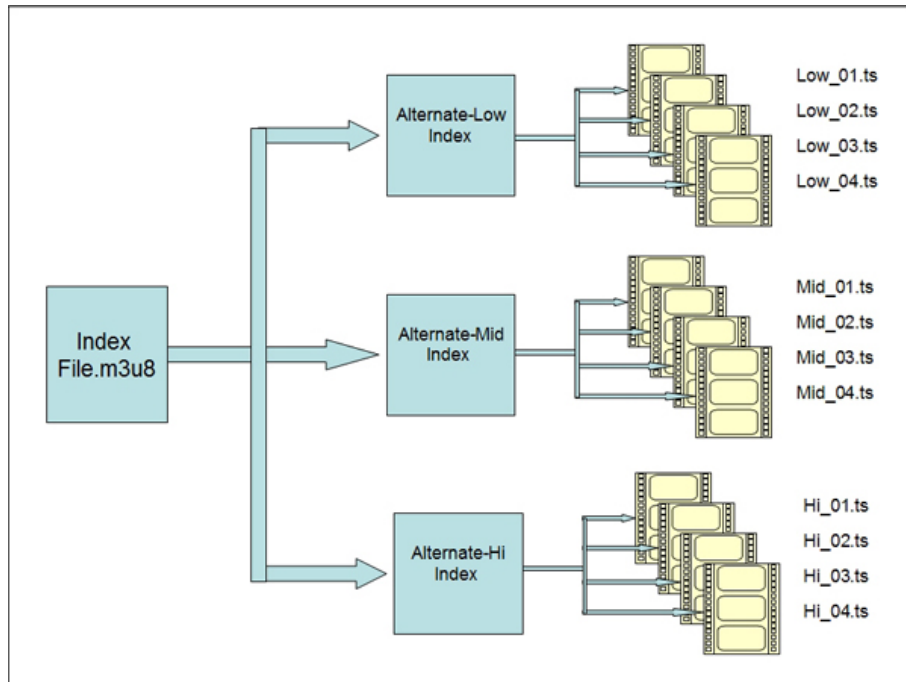 Index
File.m3u8
Alternate-Low
Index
Low_01.ts
Low_02.ts
Low_03.ts
Low_04.ts
Alternate-Mid
Index
Mid_01.ts
Mid_02.ts
Mid_03.ts
Mid_04.ts
Alternate-Hi
Index
Hi_01.ts
Hi_02.ts
Hi_03.ts
Hi_04.ts